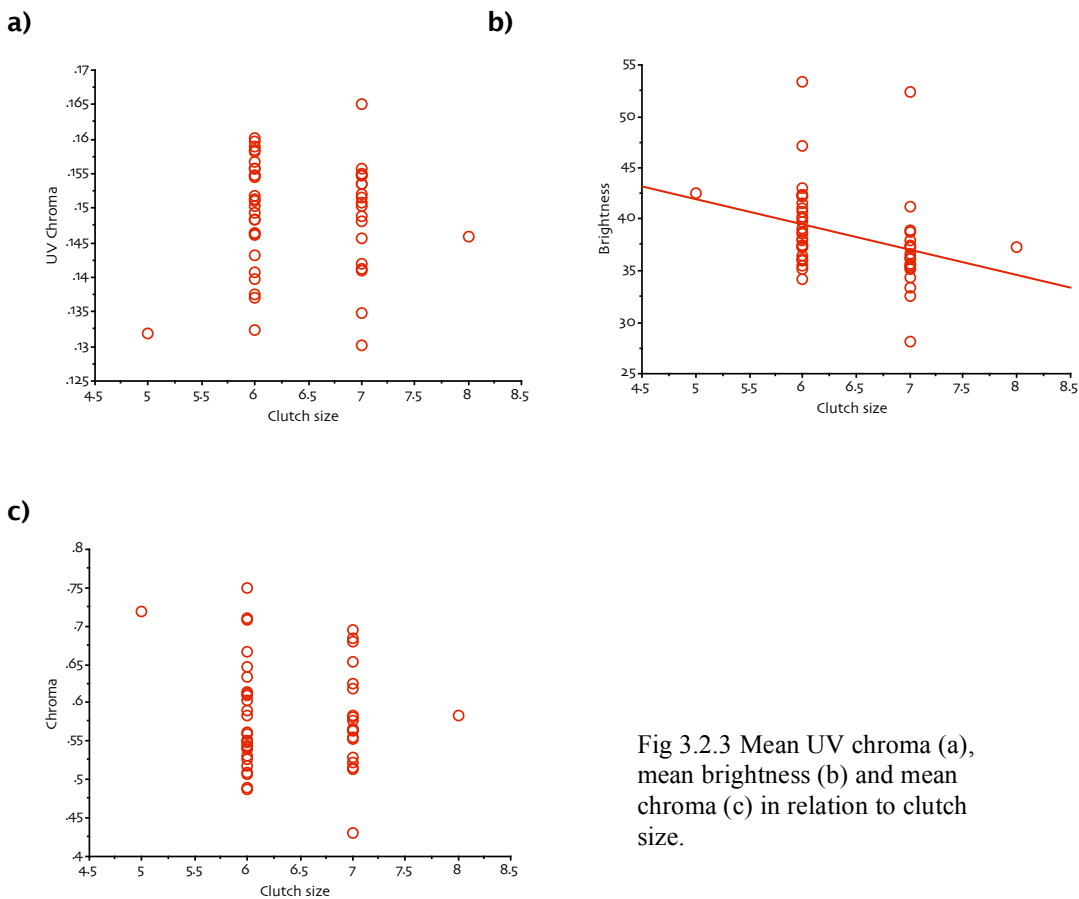 a)
.17
.165
.16
.155
.15
.145
.14
.135
.13
.125
UV Chroma
4.5 5 5.5 6 6.5 7 7.5 8 8.5
Clutch size
b)
55
50
45
40
35
30
25
Brightness
4.5 5 5.5 6 6.5 7 7.5 8 8.5
Clutch size
c)
.8
.75
.7
.65
.6
.55
.5
.45
.4
Chroma
4.5 5 5.5 6 6.5 7 7.5 8 8.5
Clutch size
Fig 3.2.3 Mean UV chroma (a),
mean brightness (b) and mean
chroma (c) in relation to clutch
size.